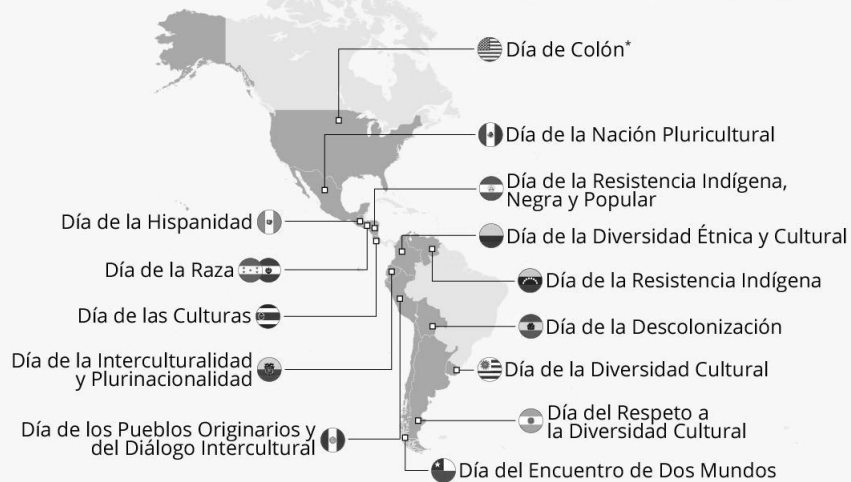 Día de Colón*
Día de la Nación Pluricultural
Día de la Resistencia Indígena,
Negra y Popular
Día de la Hispanidad
Día de la Diversidad Étnica y Cultural
Día de la Raza
Día de la Resistencia Indígena
Día de las Culturas
Día de la Descolonización
Día de la Interculturalidad
y Plurinacionalidad
Día de la Diversidad Cultural
Día del Respeto a
la Diversidad Cultural
Día de los Pueblos Originarios y
del Diálogo Intercultural
Día del Encuentro de Dos Mundos